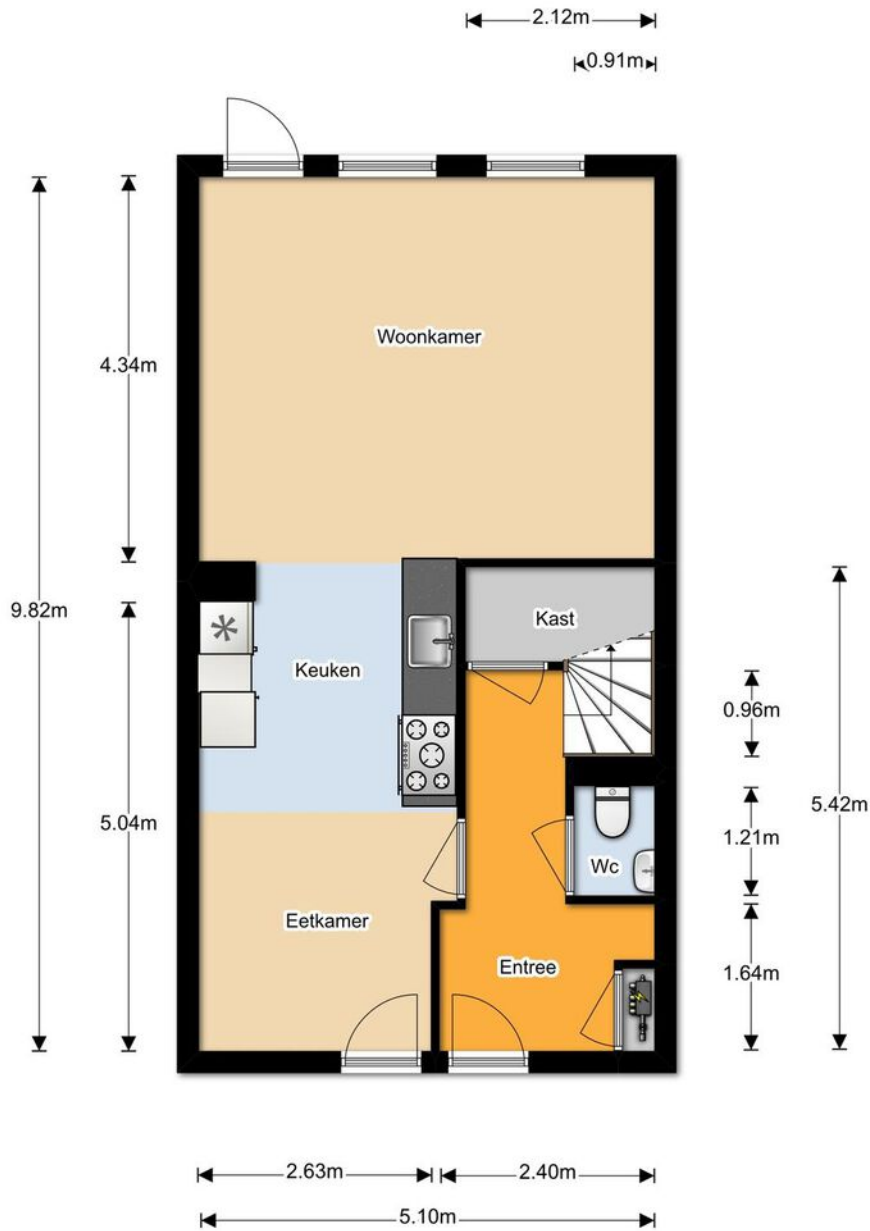 2.12m
0.91m
Woonkamer
4.34m
9.82m
Kast
Keuken
0.96m
5.04m
5.42m
1.21m
Wc
Eetkamer
Entree
1.64m
2.63m
2.40m
5.10m